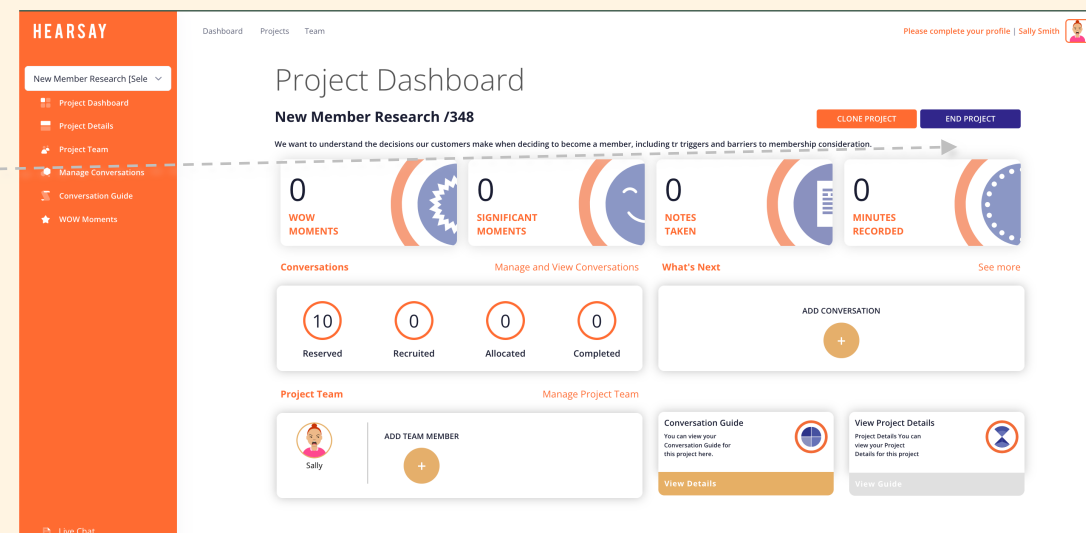 HEARSAY
Dashboard Projects Team
Please complete your profile | Sally Smith
New Member Research [Sele
Project Dashboard
Project Details
Project Team
Manage Conversations
Conversation Guide
WOW Moments
Live Chat
Project Dashboard
New Member Research /348
CLONE PROJECT
END PROJECT
We want to understand the decisions our customers make when deciding to become a member, including tr triggers and barriers to membership consideration.
0
WOW
MOMENTS
0
SIGNIFICANT
MOMENTS
0
NOTES
TAKEN
0
MINUTES
RECORDED
Conversations
Manage and View Conversations
10
Reserved
0
Recruited
0
Allocated
0
Completed
What's Next
See more
ADD CONVERSATION
+
Project Team
Manage Project Team
Sally
ADD TEAM MEMBER
+
Conversation Guide
You can view your
Conversation Guide for
this project here.
View Details
View Project Details
Project Details You can
view your Project
Details for this project
View Guide